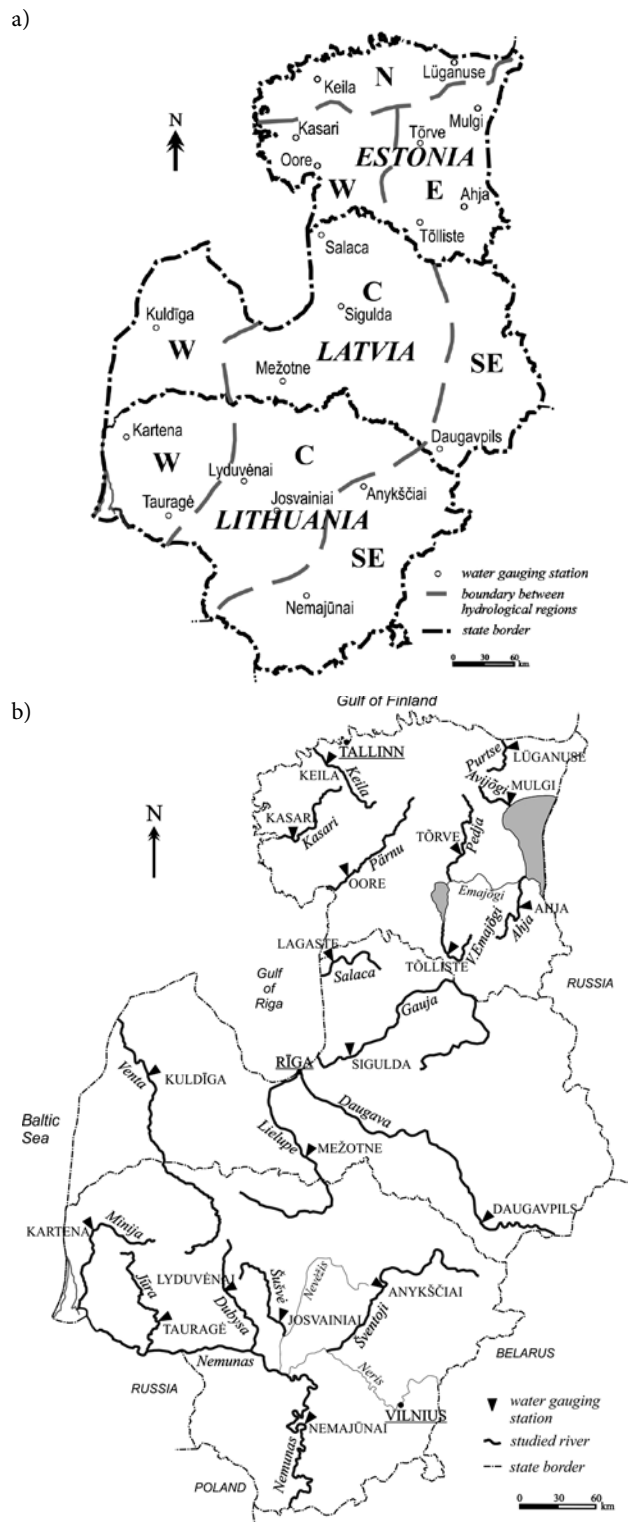 a)
N
Keila
Lüganuse
N
Kasari
Mulgi
Tõrve
Oore
ESTONIA
W
E
Ahja
Tõlliste
Salaca
C
Kuldīga
Sigulda
W
LATVIA
SE
Mežotne
Kartena
Daugavpils
W
C
Lyduvėnai
Anykščiai
Tauragė
Josvainiai
LITHUANIA
SE
Nemajūnai
water gauging station
boundary between
hydrological regions
state border
0 30 60
km
b)
Gulf of Finland
N
TALLINN
KEILA
Keila
Purtse
LÜGANUSE
Avijõgi
MULGI
KASARI
Kasari
TÕRVE
Pedja
Pärnu
OORE
Emajõgi
AHJA
Ahja
V.Emajõgi
TÕLLISTE
LAGASTE
Salaca
Gulf
of
Riga
RUSSIA
Gauja
RĪGA
SIGULDA
Venta
KULDĪGA
Daugava
Baltic
Sea
Lielupe
MEŽOTNE
DAUGAVPILS
KARTENA
Minija
LYDUVĖNAI
Šušvė
Nevėžis
ANYKŠČIAI
Jūra
Dubysa
JOSVAINIAI
Šventoji
TAURAGĖ
BELARUS
Nemunas
Neris
RUSSIA
VILNIUS
NEMAJŪNAI
Nemunas
POLAND
water gauging
station
studied river
state border
0 30 60
km